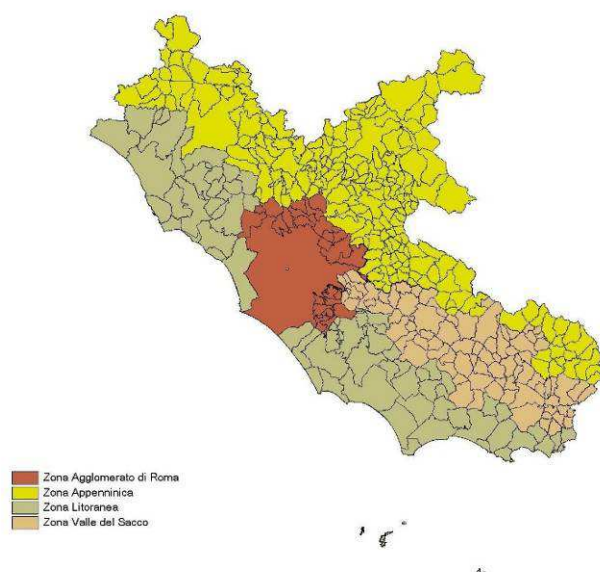 Zona Agglomerato di Roma
Zona Appenninica
Zona Litoranea
Zona Valle del Sacco